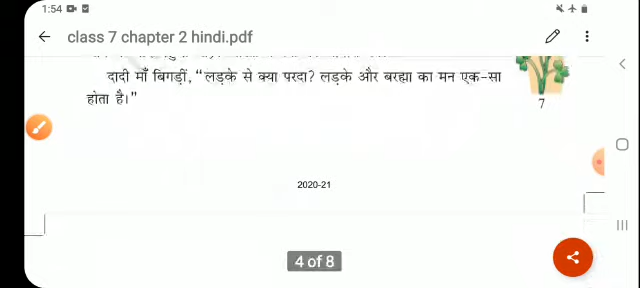 1:54
class 7 chapter 2 hindi.pdf
दादी माँ बिगड़ीं, “लड़के से क्या परदा? लड़के और बरह्मा का मन एक-सा
होता है।”
7
2020-21
4 of 8